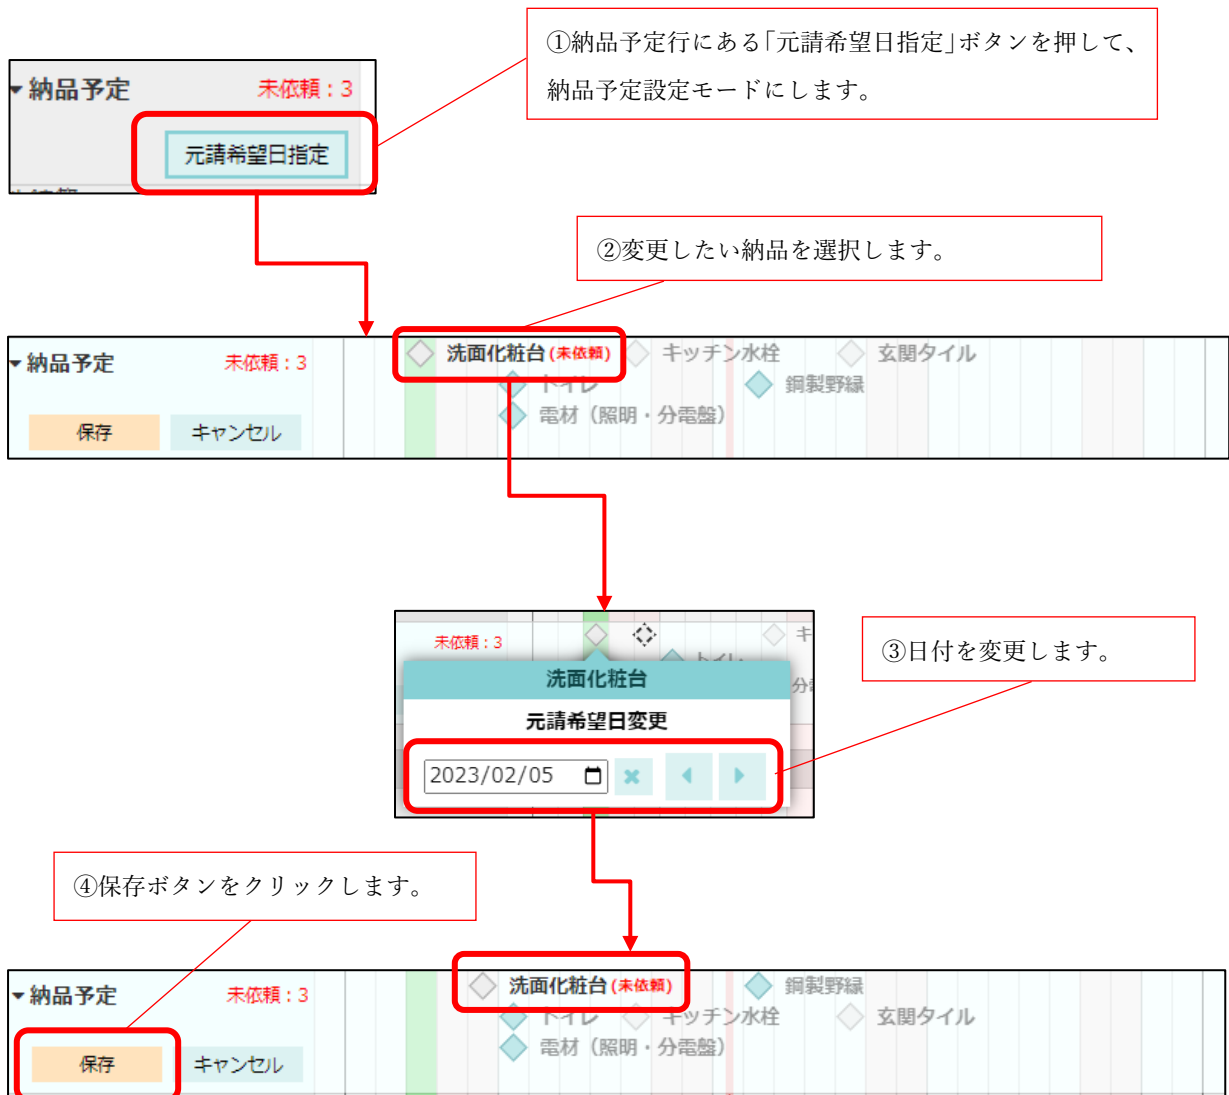 ①納品予定行にある「元請希望日指定」ボタンを押して、
納品予定設定モードにします。
納品予定 未依頼：3
元請希望日指定
②変更したい納品を選択します。
納品予定 未依頼：3 洗面化粧台(未依頼) キッチン水栓 玄関タイル
トイレ 鋼製野縁
電材（照明・分電盤）
保存 キャンセル
未依頼：3 キ
トイレ
洗面化粧台
元請希望日変更
2023/02/05
③日付を変更します。
④保存ボタンをクリックします。
納品予定 未依頼：3 洗面化粧台(未依頼) 鋼製野縁
トイレ キッチン水栓 玄関タイル
電材（照明・分電盤）
保存 キャンセル